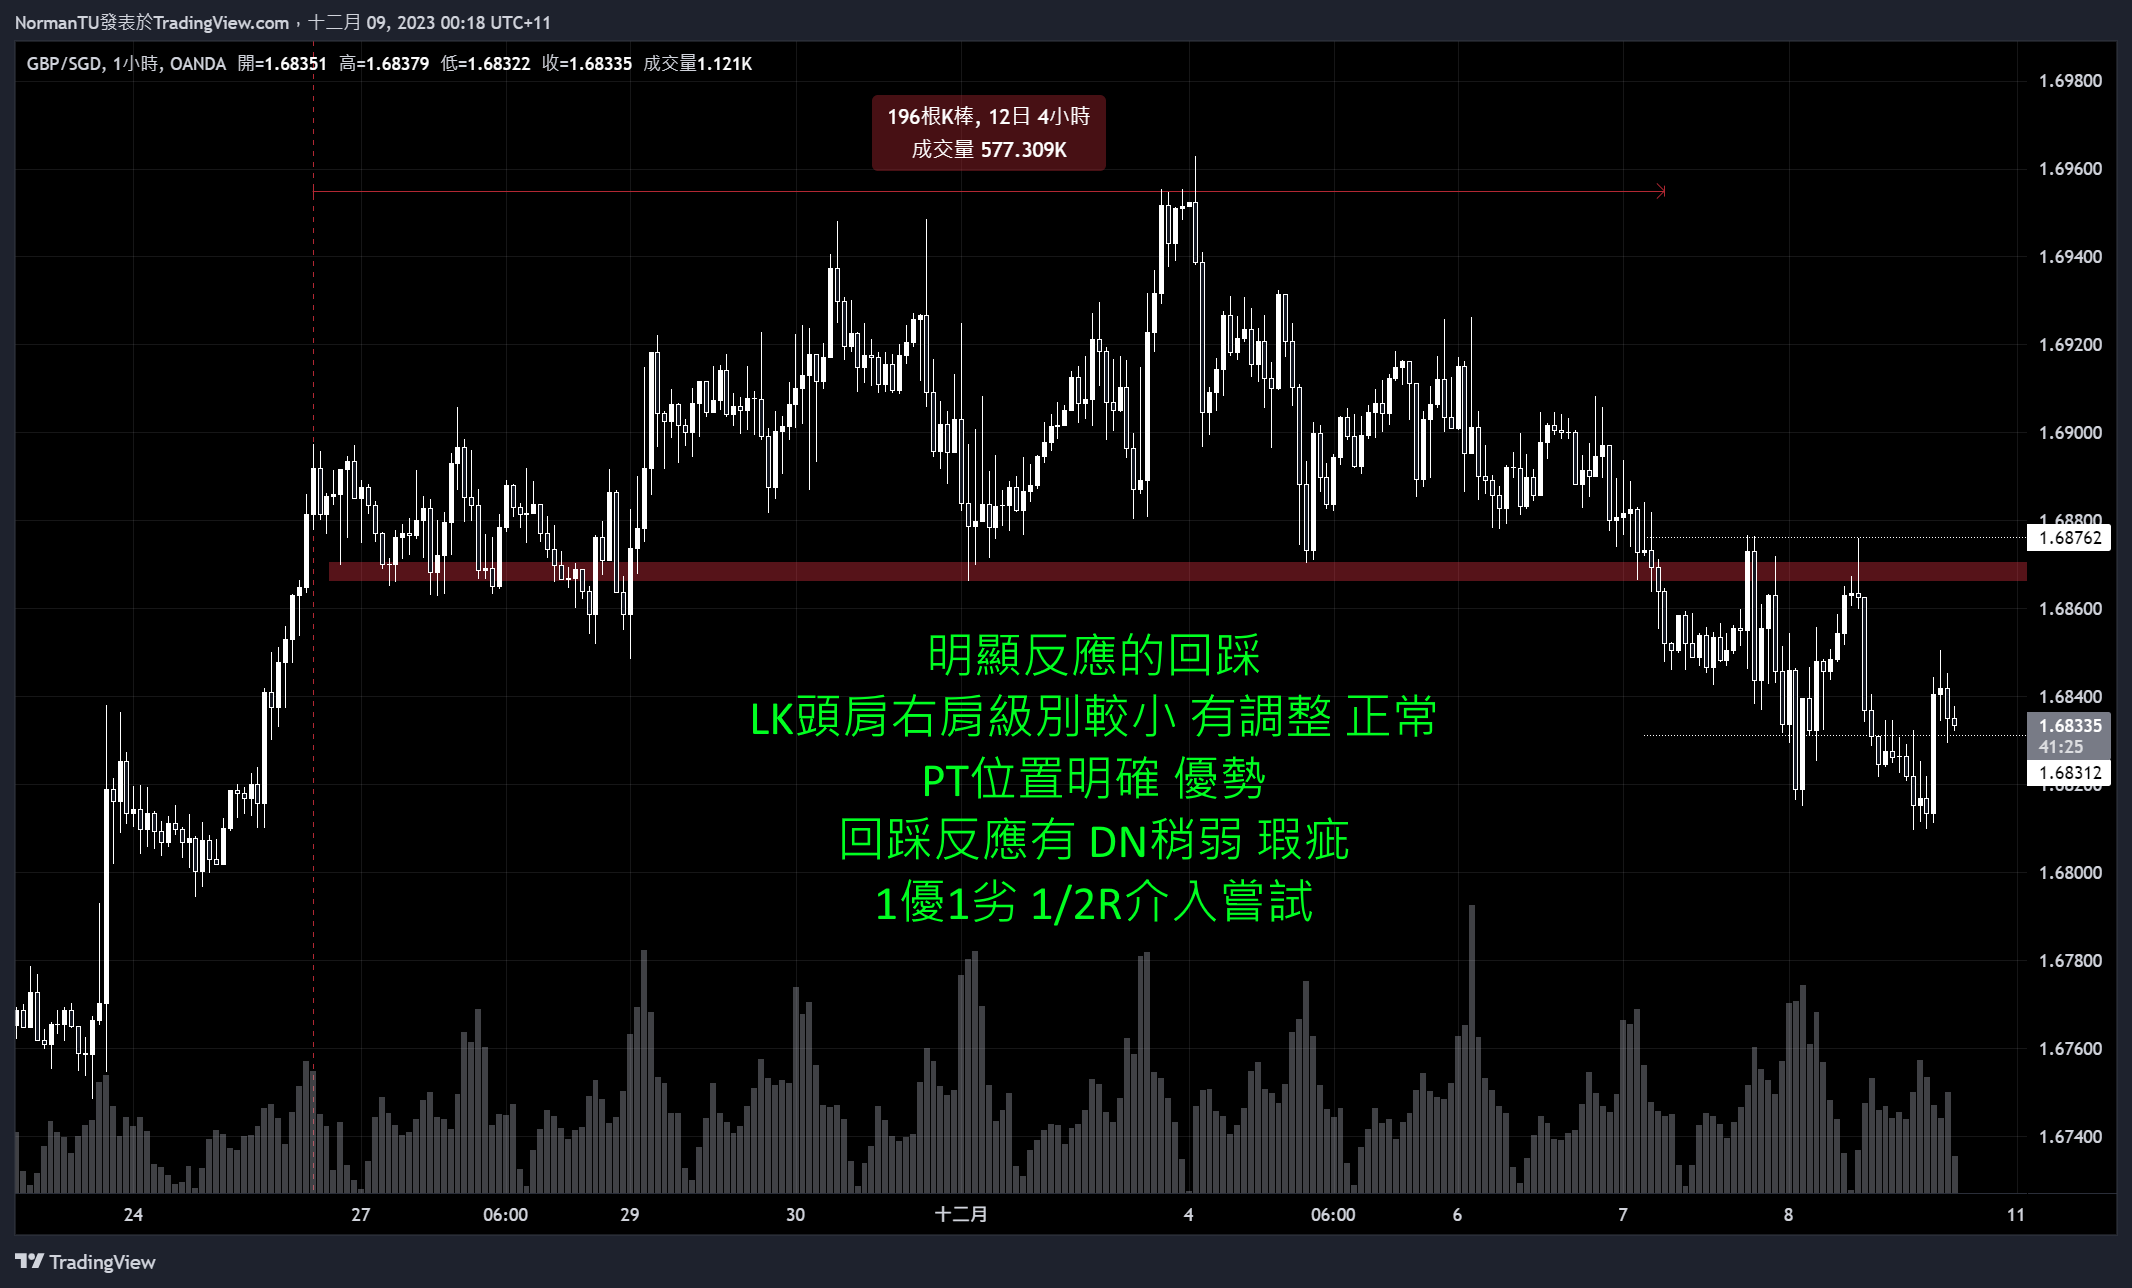 NormanTU發表於TradingView.com，十二月 09, 2023 00:18 UTC+11
GBP/SGD, 1小時, OANDA 開=1.68351 高=1.68379 低=1.68322 收=1.68335 成交量1.121K
196根K棒, 12日 4小時
成交量 577.309K
1.69800
1.69600
1.69400
1.69200
1.69000
1.68800
1.68762
1.68600
1.68400
1.68335
41:25
1.68312
1.68200
1.68000
1.67800
1.67600
1.67400
明顯反應的回踩
LK頭肩右肩級別較小 有調整 正常
PT位置明確 優勢
回踩反應有 DN稍弱 瑕疵
1優1劣 1/2R介入嘗試
24 27 06:00 29 30 十二月 4 06:00 6 7 8 11
TradingView